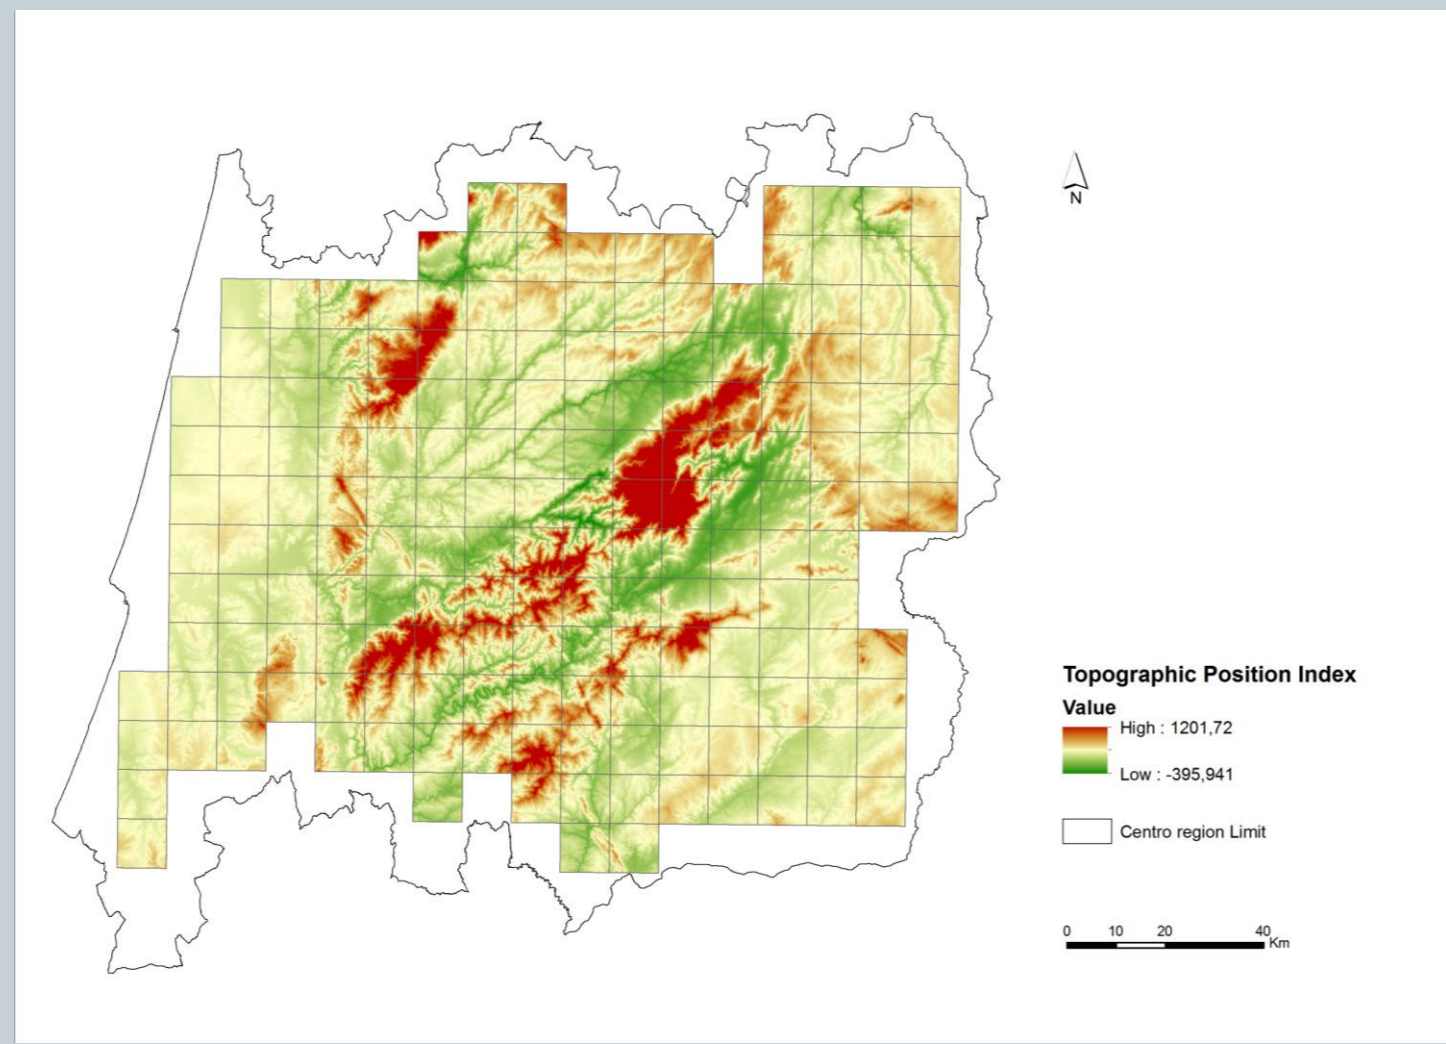 N
Topographic Position Index
Value
High : 1201,72
Low : -395,941
Centro region Limit
0 10 20 40
Km